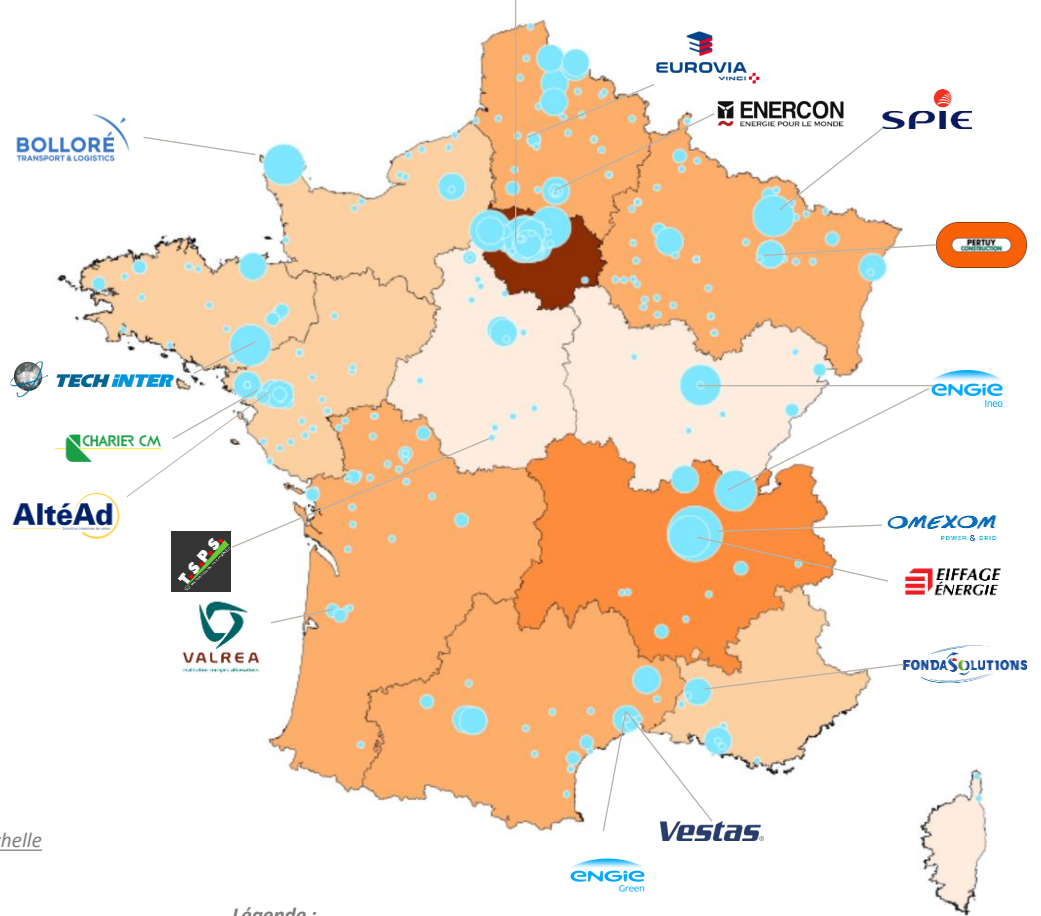 EUROVIA
VINCI
ENERCON
ENERGIE POUR LE MONDE
SPIE
BOLLORÉ
TRANSPORT & LOGISTICS
PERTUY
CONSTRUCTION
TECH iNTER
ENGiE
Ineo
CHARIER CM
AltéAd
OMEXOM
POWER & GRID
T.S.P.S.
EIFFAGE
ÉNERGIE
VALREA
FONDASOLUTIONS
Vestas
helle
ENGiE
Green
Légende :